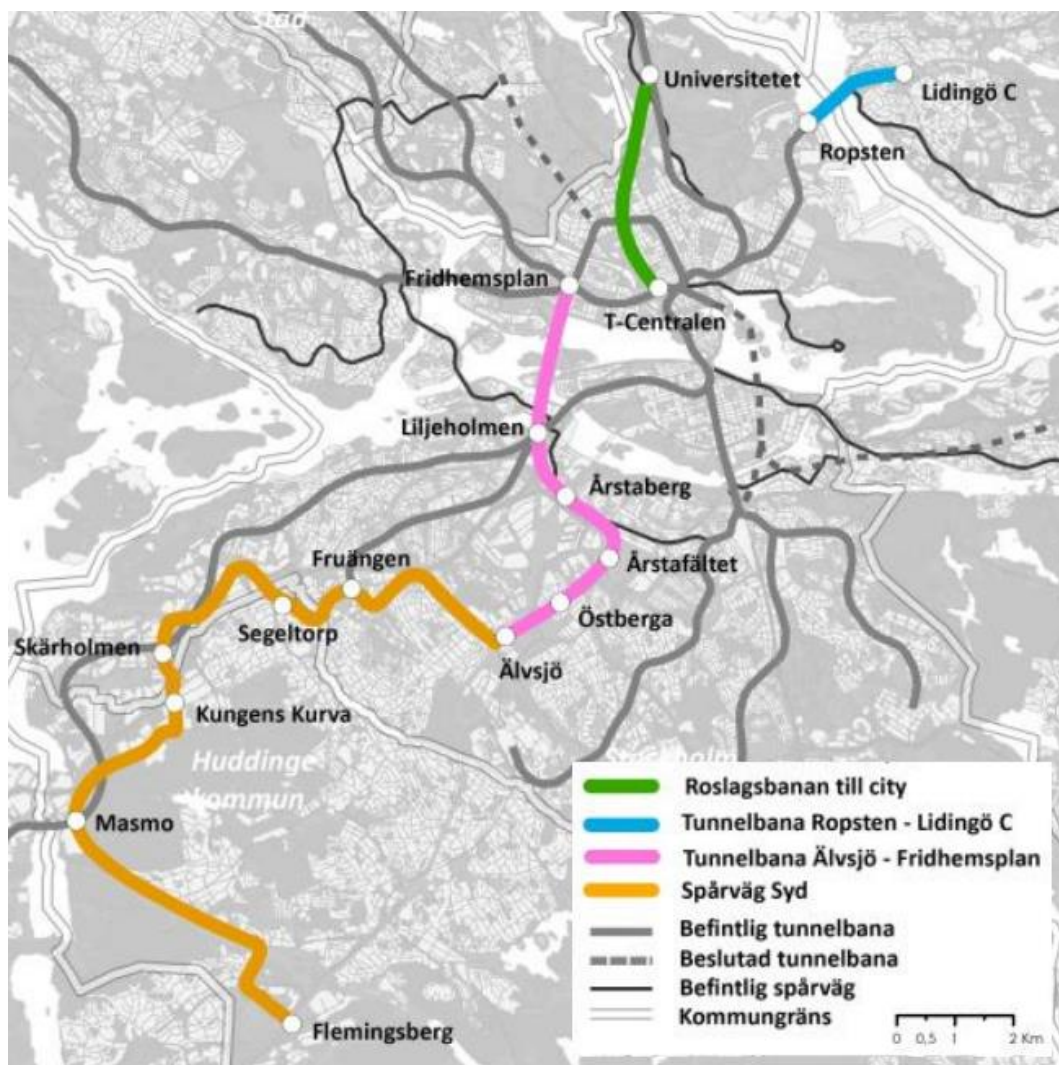 stad
Universitetet
Lidingö C
Ropsten
Fridhemsplan
T-Centralen
Liljeholmen
Årstaberg
Fruängen
Årstafältet
Segeltorp
Östberga
Skärholmen
Älvsjö
Kungens Kurva
Huddinge
kommun
Masmo
Flemingsberg
Roslagsbanan till city
Tunnelbana Ropsten - Lidingö C
Tunnelbana Älvsjö - Fridhemsplan
Spårväg Syd
Befintlig tunnelbana
Beslutad tunnelbana
Befintlig spårväg
Kommungräns
0 0,5 1 2 Km